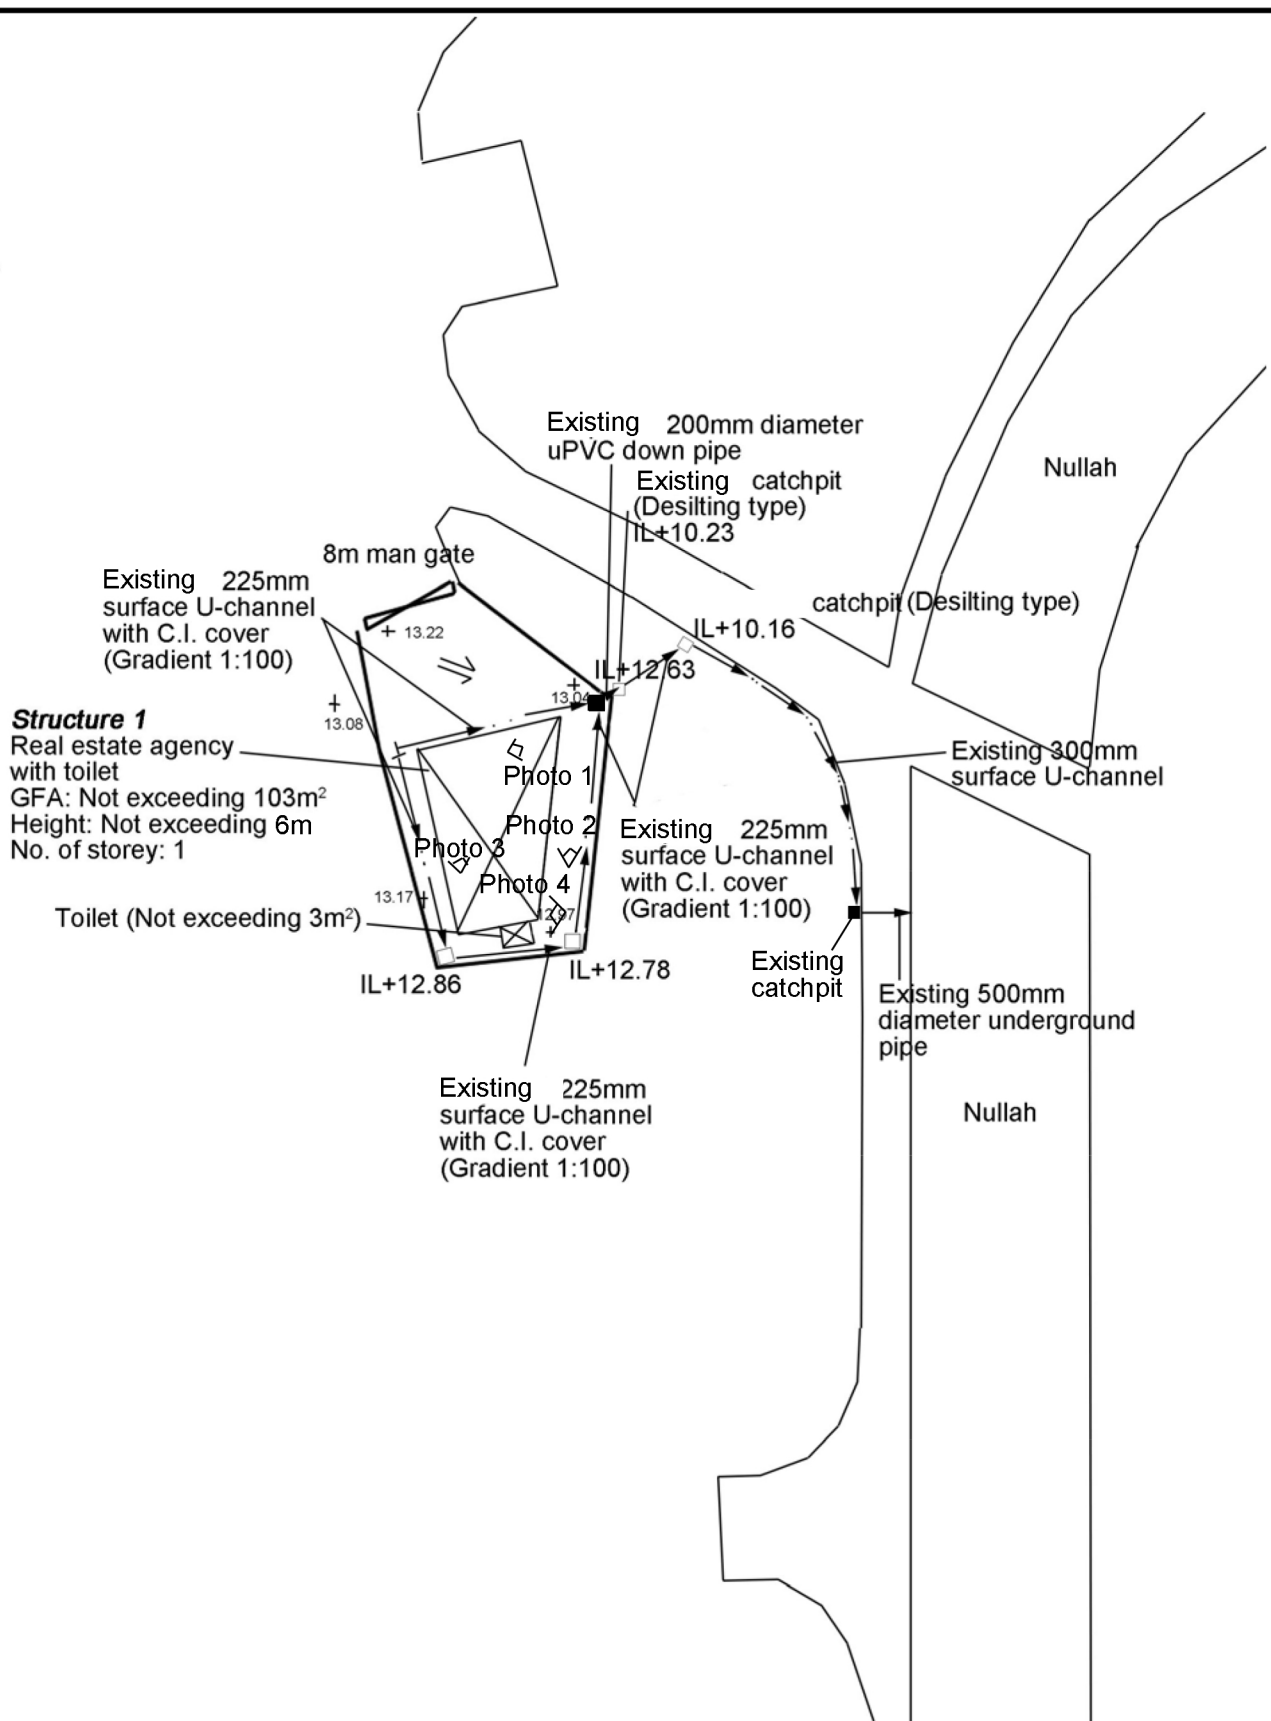 Existing 200mm diameter
uPVC down pipe
Existing catchpit
(Desilting type)
IL+10.23
Nullah
8m man gate
Existing 225mm
surface U-channel
with C.I. cover
(Gradient 1:100)
13.22
catchpit (Desilting type)
IL+10.16
IL+12.63
13.04
13.08
Structure 1
Real estate agency
with toilet
GFA: Not exceeding 103m²
Height: Not exceeding 6m
No. of storey: 1
Existing 300mm
surface U-channel
Photo 1
Photo 2
Photo 3
Photo 4
Existing 225mm
surface U-channel
with C.I. cover
(Gradient 1:100)
13.17
12.97
Toilet (Not exceeding 3m²)
IL+12.86
IL+12.78
Existing
catchpit
Existing 500mm
diameter underground
pipe
Existing 225mm
surface U-channel
with C.I. cover
(Gradient 1:100)
Nullah